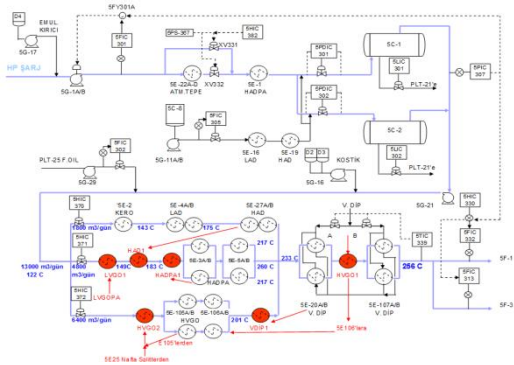 D4
EMUL.
KIRICI
5G-17
5FY301A
5FIC
301
HP ŞARJ
5G-1A/B
5PS-367
5HIC
382
XV331
XV332
5E-22A-D
ATM.TEPE
5E-1
HADPA
5PDIC
301
5PDIC
302
5C-1
5LIC
301
PLT-21'e
5PIC
307
5C-2
5LIC
302
PLT-21'e
5C-8
5FIC
305
5G-11A/B
5E-16
LAD
5E-19
HAD
PLT-25 F.OIL
5FIC
302
5G-29
D2
D3
KOSTİK
5G-16
5G-21
5HIC
330
5FIC
332
5FIC
313
5F-1
5F-3
5HIC
370
5E-2
KERO
5E-4A/B
LAD
5E-27A/B
HAD
1800 m3/gün
143 C
175 C
5HIC
371
HAD1
13000 m3/gün
122 C
4800
m3/gün
149C
183 C
LVGO1
HADPA1
LVGOPA
5E-3A/B
HADPA
5E-5A/B
217 C
260 C
217 C
5HIC
372
6400 m3/gün
HVGO2
5E-105A/B
5E-106A/B
HVGO
201 C
VDIP1
5E105'lerden
5E25 Nafta Splitterden
V.DIP
A
B
233 C
HVGO1
5TIC
338
256 C
5E-20A/B
V.DIP
5E106'lara
5E-107A/B
V.DIP